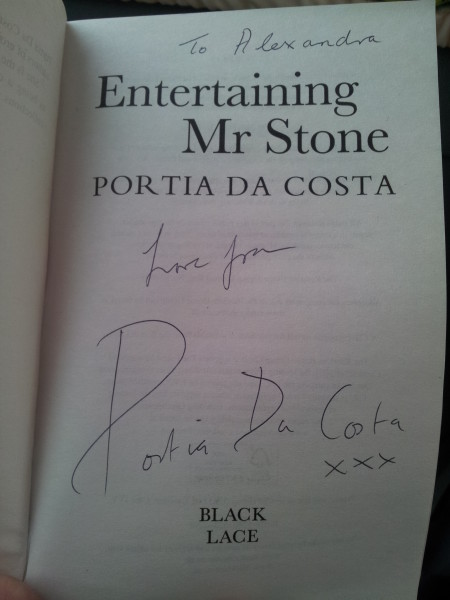 To Alexandra
Entertaining
Mr Stone
PORTIA DA COSTA
Love from
Portia Da Costa
xxx
BLACK
LACE